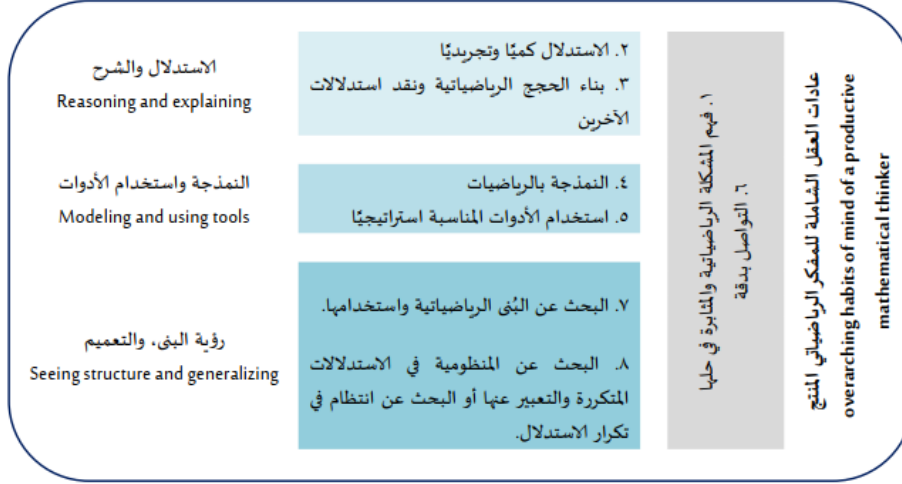 عادات العقل الشاملة للمفكر الرياضياتي المنتج
overarching habits of mind of a productive
mathematical thinker
١. فهم المشكلة الرياضياتية والمثابرة في حلها
٦. التواصل بدقة
٢. الاستدلال كميًا وتجريديًا
٣. بناء الحجج الرياضياتية ونقد استدلالات
الآخرين
الاستدلال والشرح
Reasoning and explaining
٤. النمذجة بالرياضيات
٥. استخدام الأدوات المناسبة استراتيجيًا
النمذجة واستخدام الأدوات
Modeling and using tools
٧. البحث عن البُنى الرياضياتية واستخدامها.
٨. البحث عن المنظومية في الاستدلالات
المتكررة والتعبير عنها أو البحث عن انتظام في
تكرار الاستدلال.
رؤية البنى، والتعميم
Seeing structure and generalizing